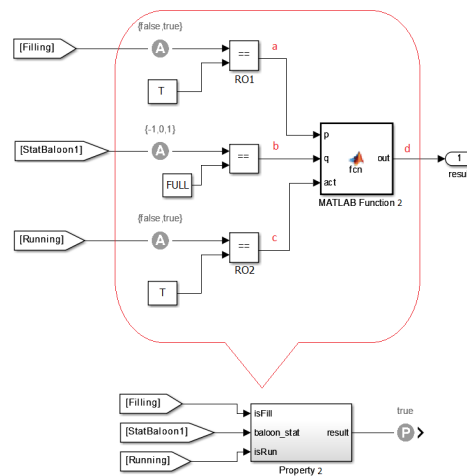 {false,true}
[Filling]
A
==
a
T
RO1
{-1,0,1}
[StatBaloon1]
A
==
b
FULL
p
q
act
fcn
out
d
1
result
MATLAB Function 2
{false,true}
[Running]
A
==
c
T
RO2
[Filling]
[StatBaloon1]
[Running]
isFill
baloon_stat
isRun
result
Property 2
true
P